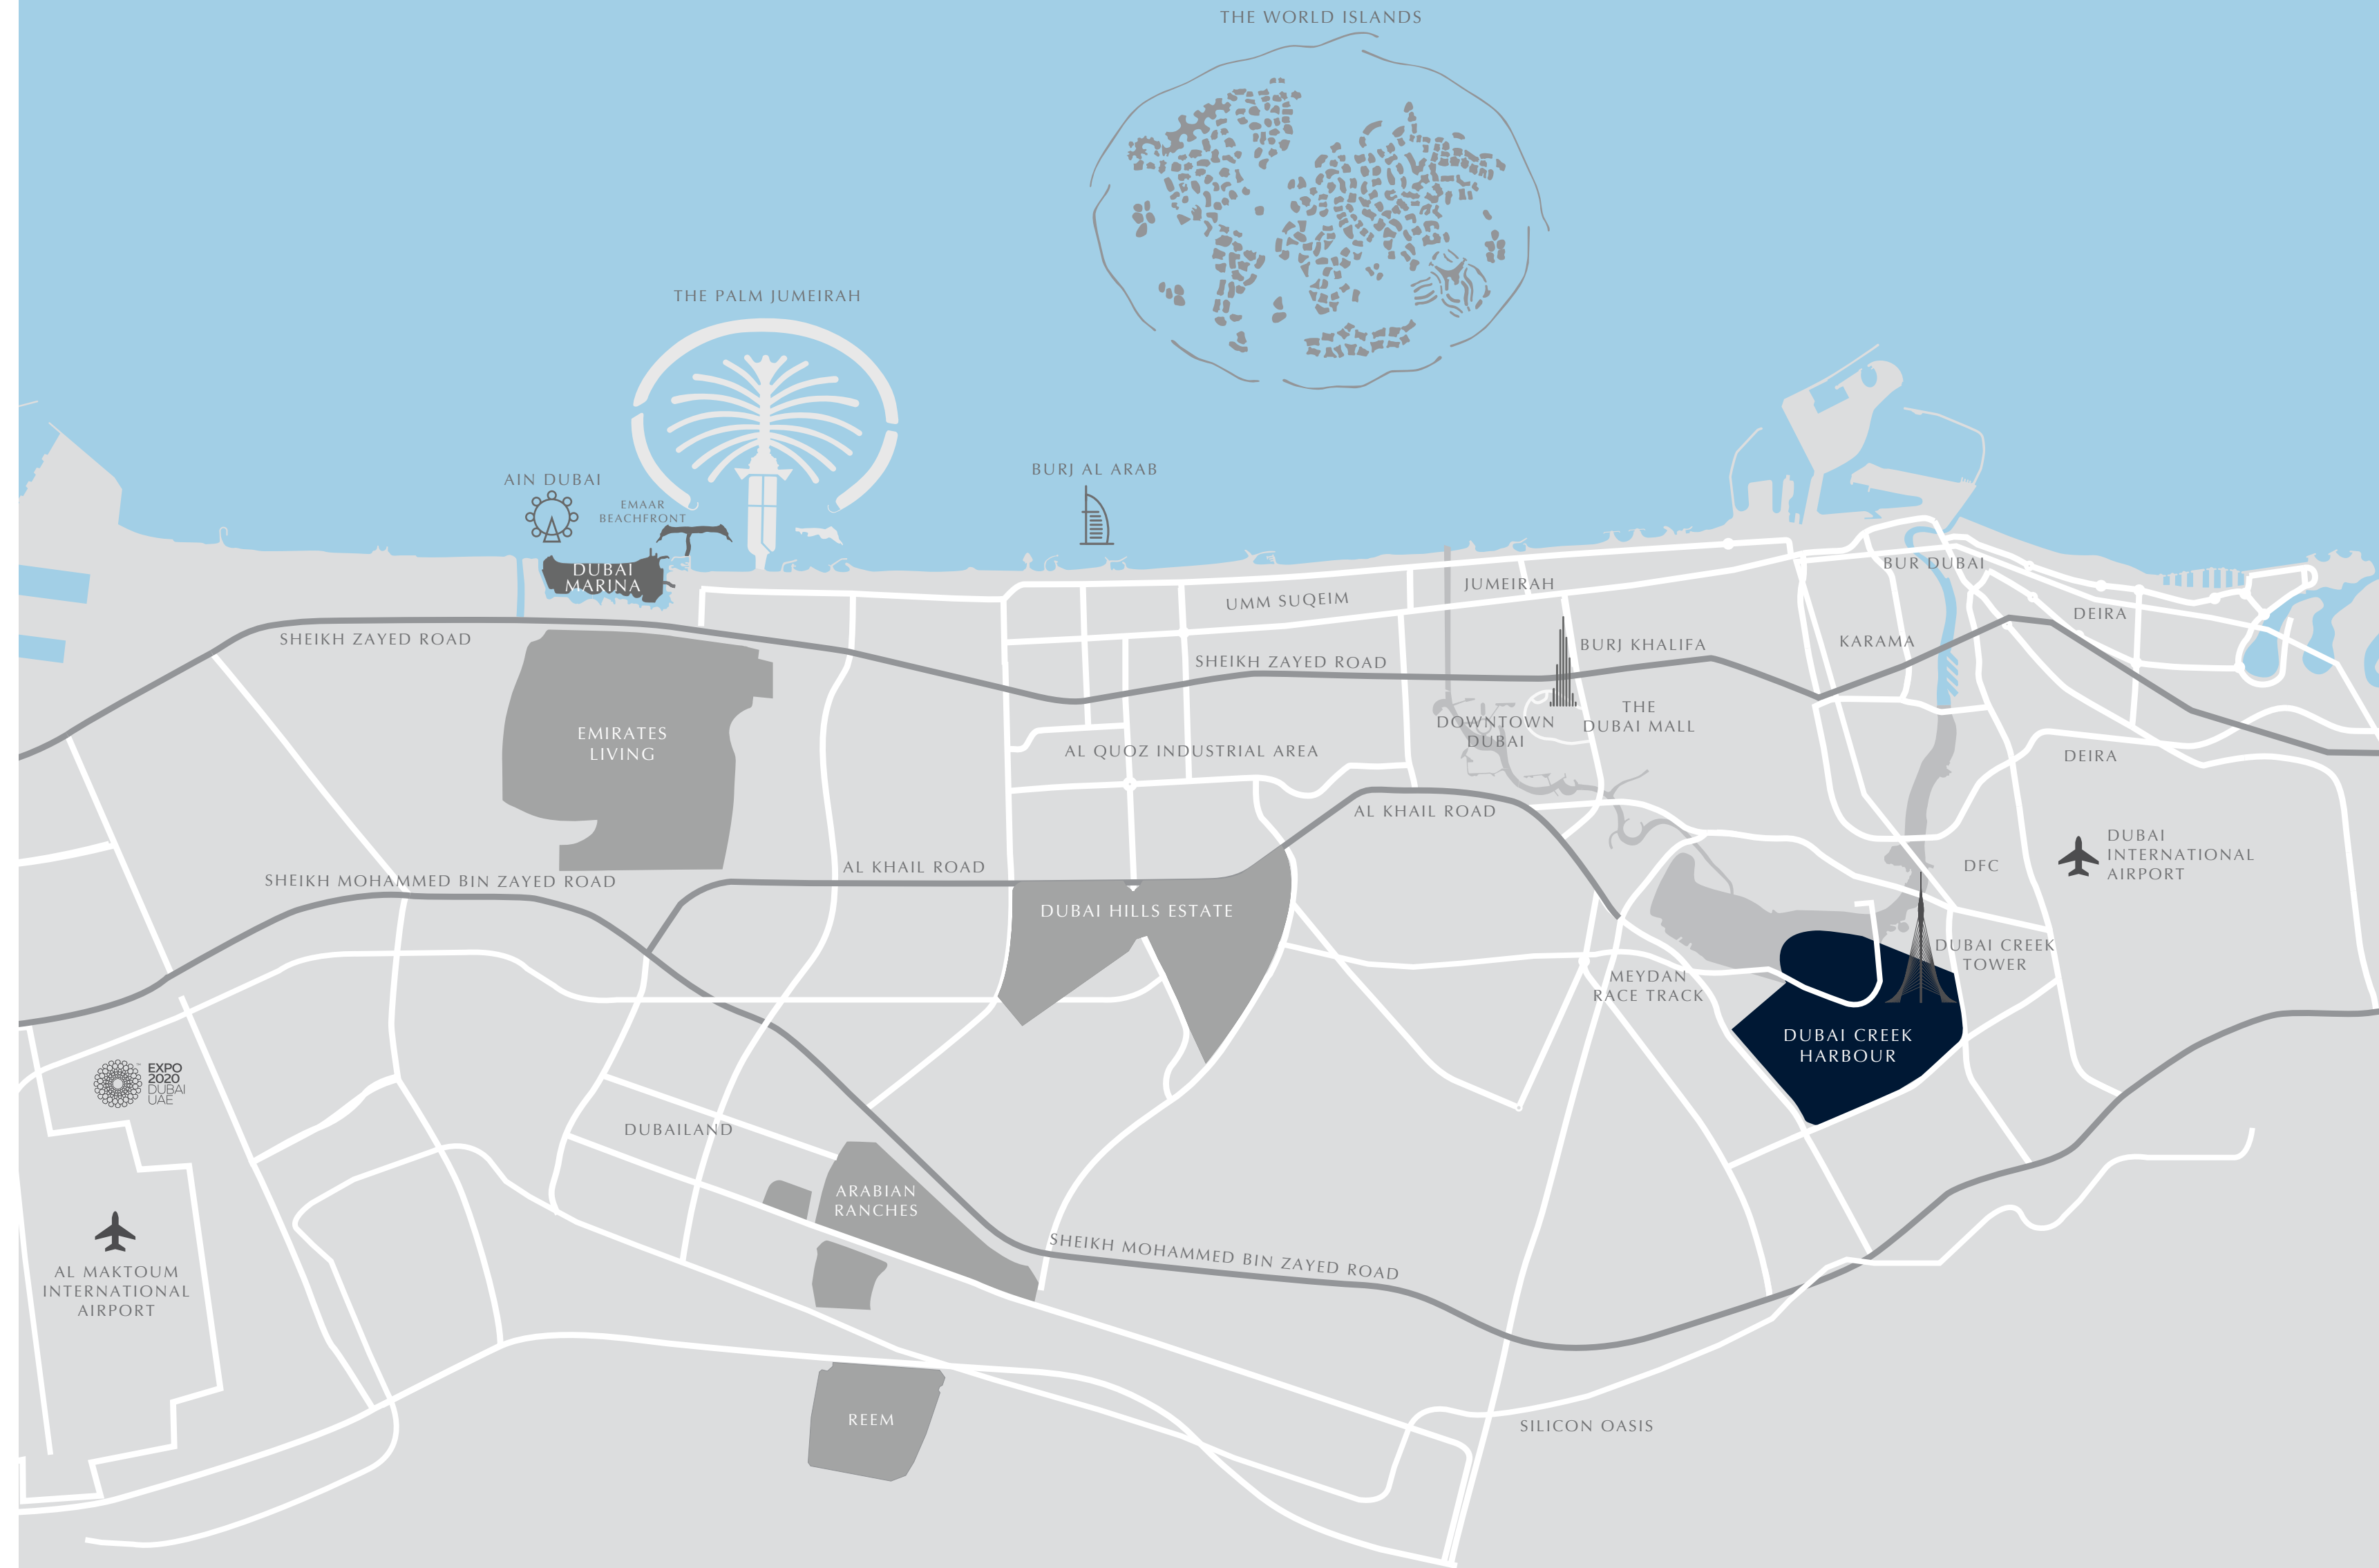 THE WORLD ISLANDS
THE PALM JUMEIRAH
BURJ AL ARAB
AIN DUBAI
EMAAR
BEACHFRONT
DUBAI
MARINA
BUR DUBAI
JUMEIRAH
UMM SUQEIM
DEIRA
SHEIKH ZAYED ROAD
KARAMA
BURJ KHALIFA
SHEIKH ZAYED ROAD
THE
DUBAI MALL
DOWNTOWN
DUBAI
EMIRATES
LIVING
AL QUOZ INDUSTRIAL AREA
DEIRA
AL KHAIL ROAD
DUBAI
INTERNATIONAL
AIRPORT
DFC
AL KHAIL ROAD
SHEIKH MOHAMMED BIN ZAYED ROAD
DUBAI HILLS ESTATE
DUBAI CREEK
TOWER
MEYDAN
RACE TRACK
DUBAI CREEK
HARBOUR
EXPO
2020
DUBAI
UAE
DUBAILAND
ARABIAN
RANCHES
SHEIKH MOHAMMED BIN ZAYED ROAD
AL MAKTOUM
INTERNATIONAL
AIRPORT
REEM
SILICON OASIS